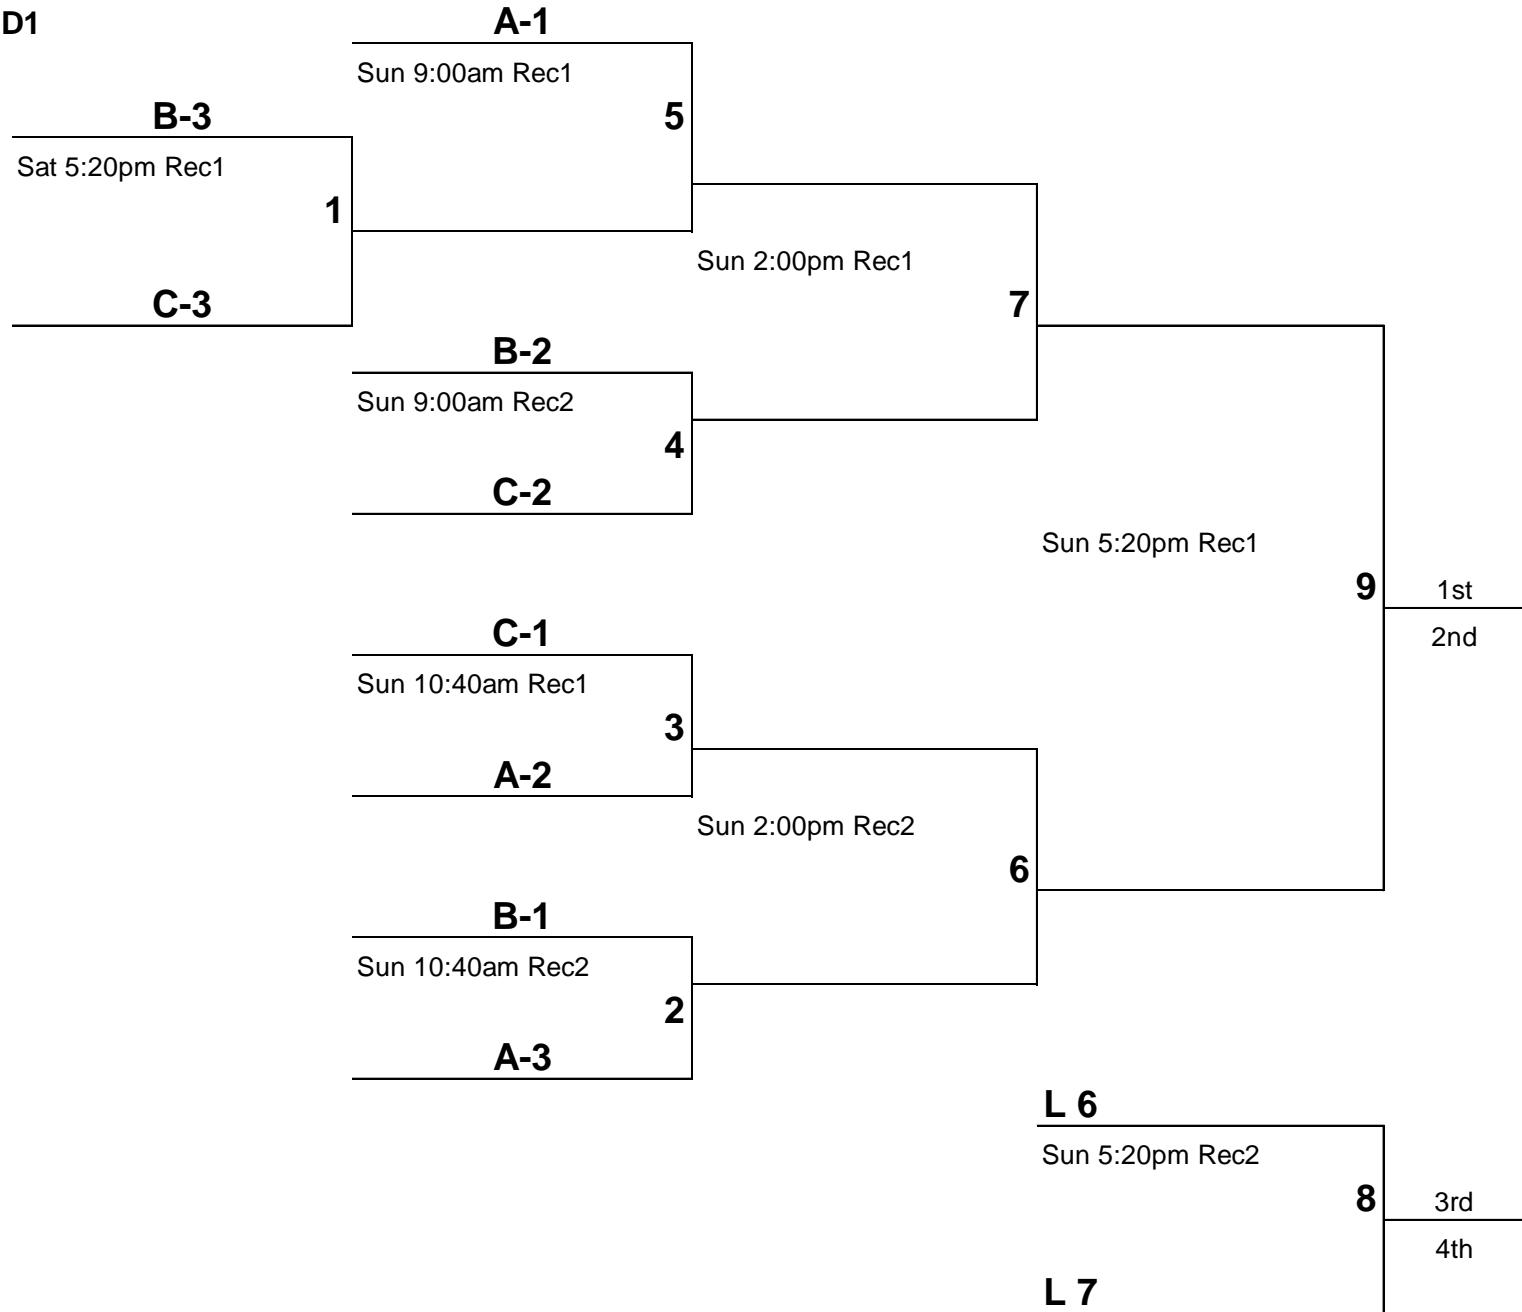 D1
A-1
Sun 9:00am Rec1
B-3
5
Sat 5:20pm Rec1
1
Sun 2:00pm Rec1
C-3
7
B-2
Sun 9:00am Rec2
4
C-2
Sun 5:20pm Rec1
9
1st
2nd
C-1
Sun 10:40am Rec1
3
A-2
Sun 2:00pm Rec2
6
B-1
Sun 10:40am Rec2
2
A-3
L 6
Sun 5:20pm Rec2
8
3rd
4th
L 7